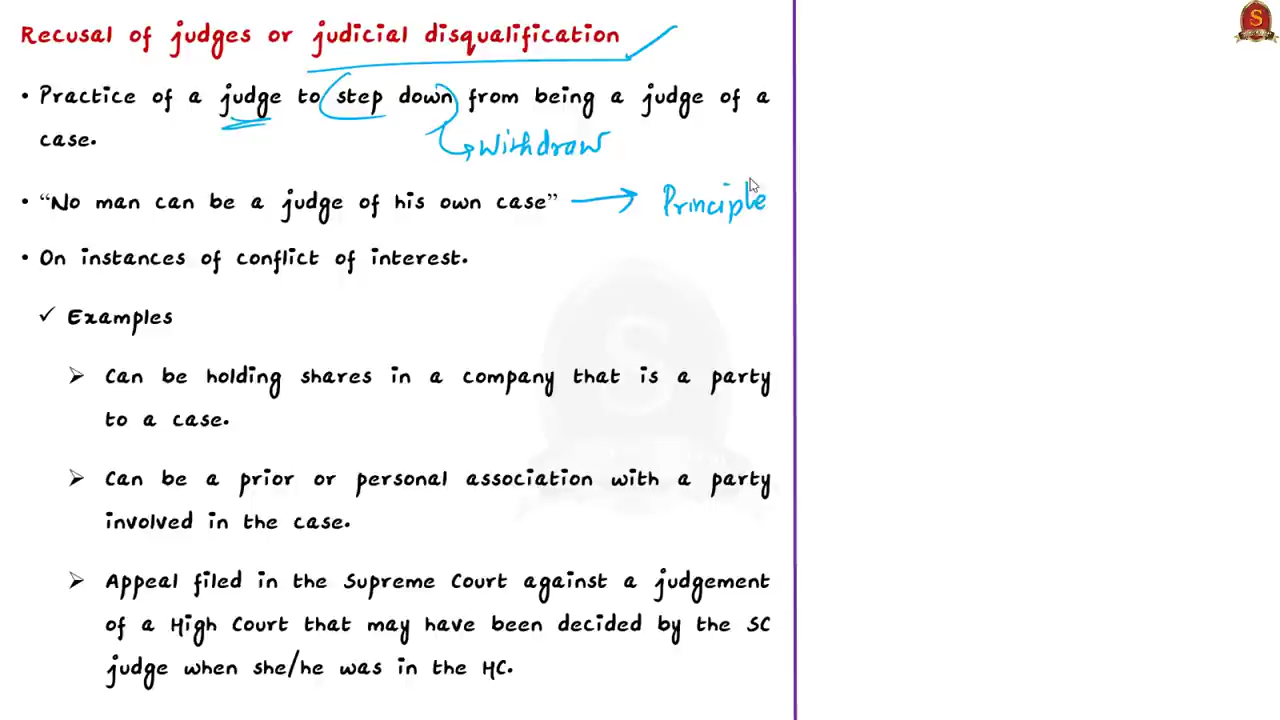 Recusal of judges or judicial disqualification
• Practice of a judge to step down from being a judge of a
case.
withdraw
• “No man can be a judge of his own case” → Principle
• On instances of conflict of interest.
✓ Examples
➢ Can be holding shares in a company that is a party
to a case.
➢ Can be a prior or personal association with a party
involved in the case.
➢ Appeal filed in the Supreme Court against a judgement
of a High Court that may have been decided by the SC
judge when she/he was in the HC.